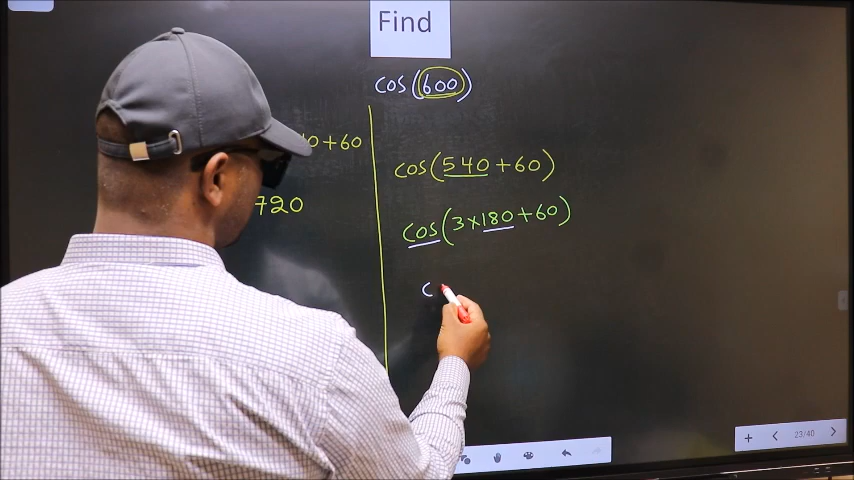 Find
cos(600)
0+60
720
cos(540+60)
cos(3×180+60)
c
23/40